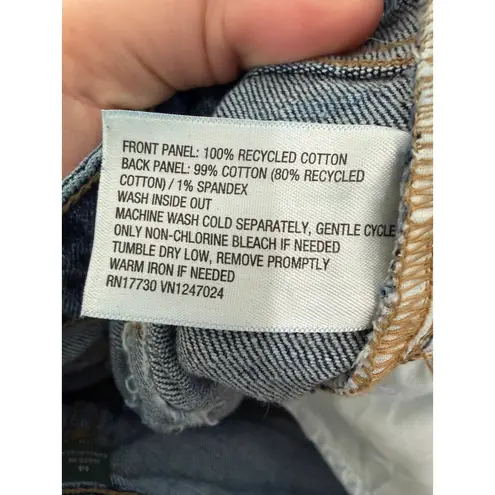 FRONT PANEL: 100% RECYCLED COTTON
BACK PANEL: 99% COTTON (80% RECYCLED
COTTON) / 1% SPANDEX
WASH INSIDE OUT
MACHINE WASH COLD SEPARATELY, GENTLE CYCLE
ONLY NON-CHLORINE BLEACH IF NEEDED
TUMBLE DRY LOW, REMOVE PROMPTLY
WARM IRON IF NEEDED
RN17730 VN1247024